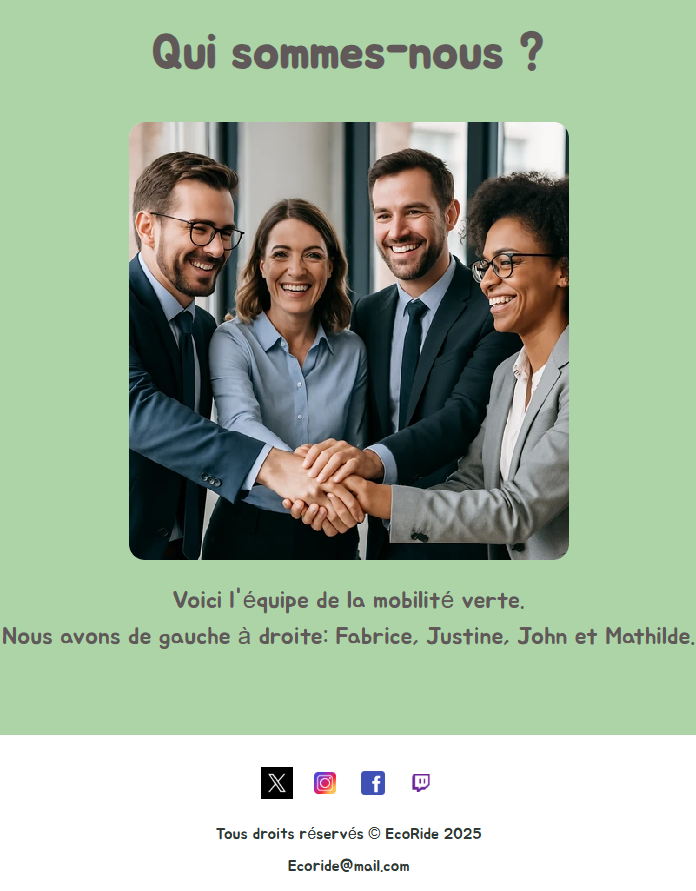 Qui sommes-nous ?
Voici l'équipe de la mobilité verte.
Nous avons de gauche à droite: Fabrice, Justine, John et Mathilde.
Tous droits réservés © EcoRide 2025
Ecoride@mail.com